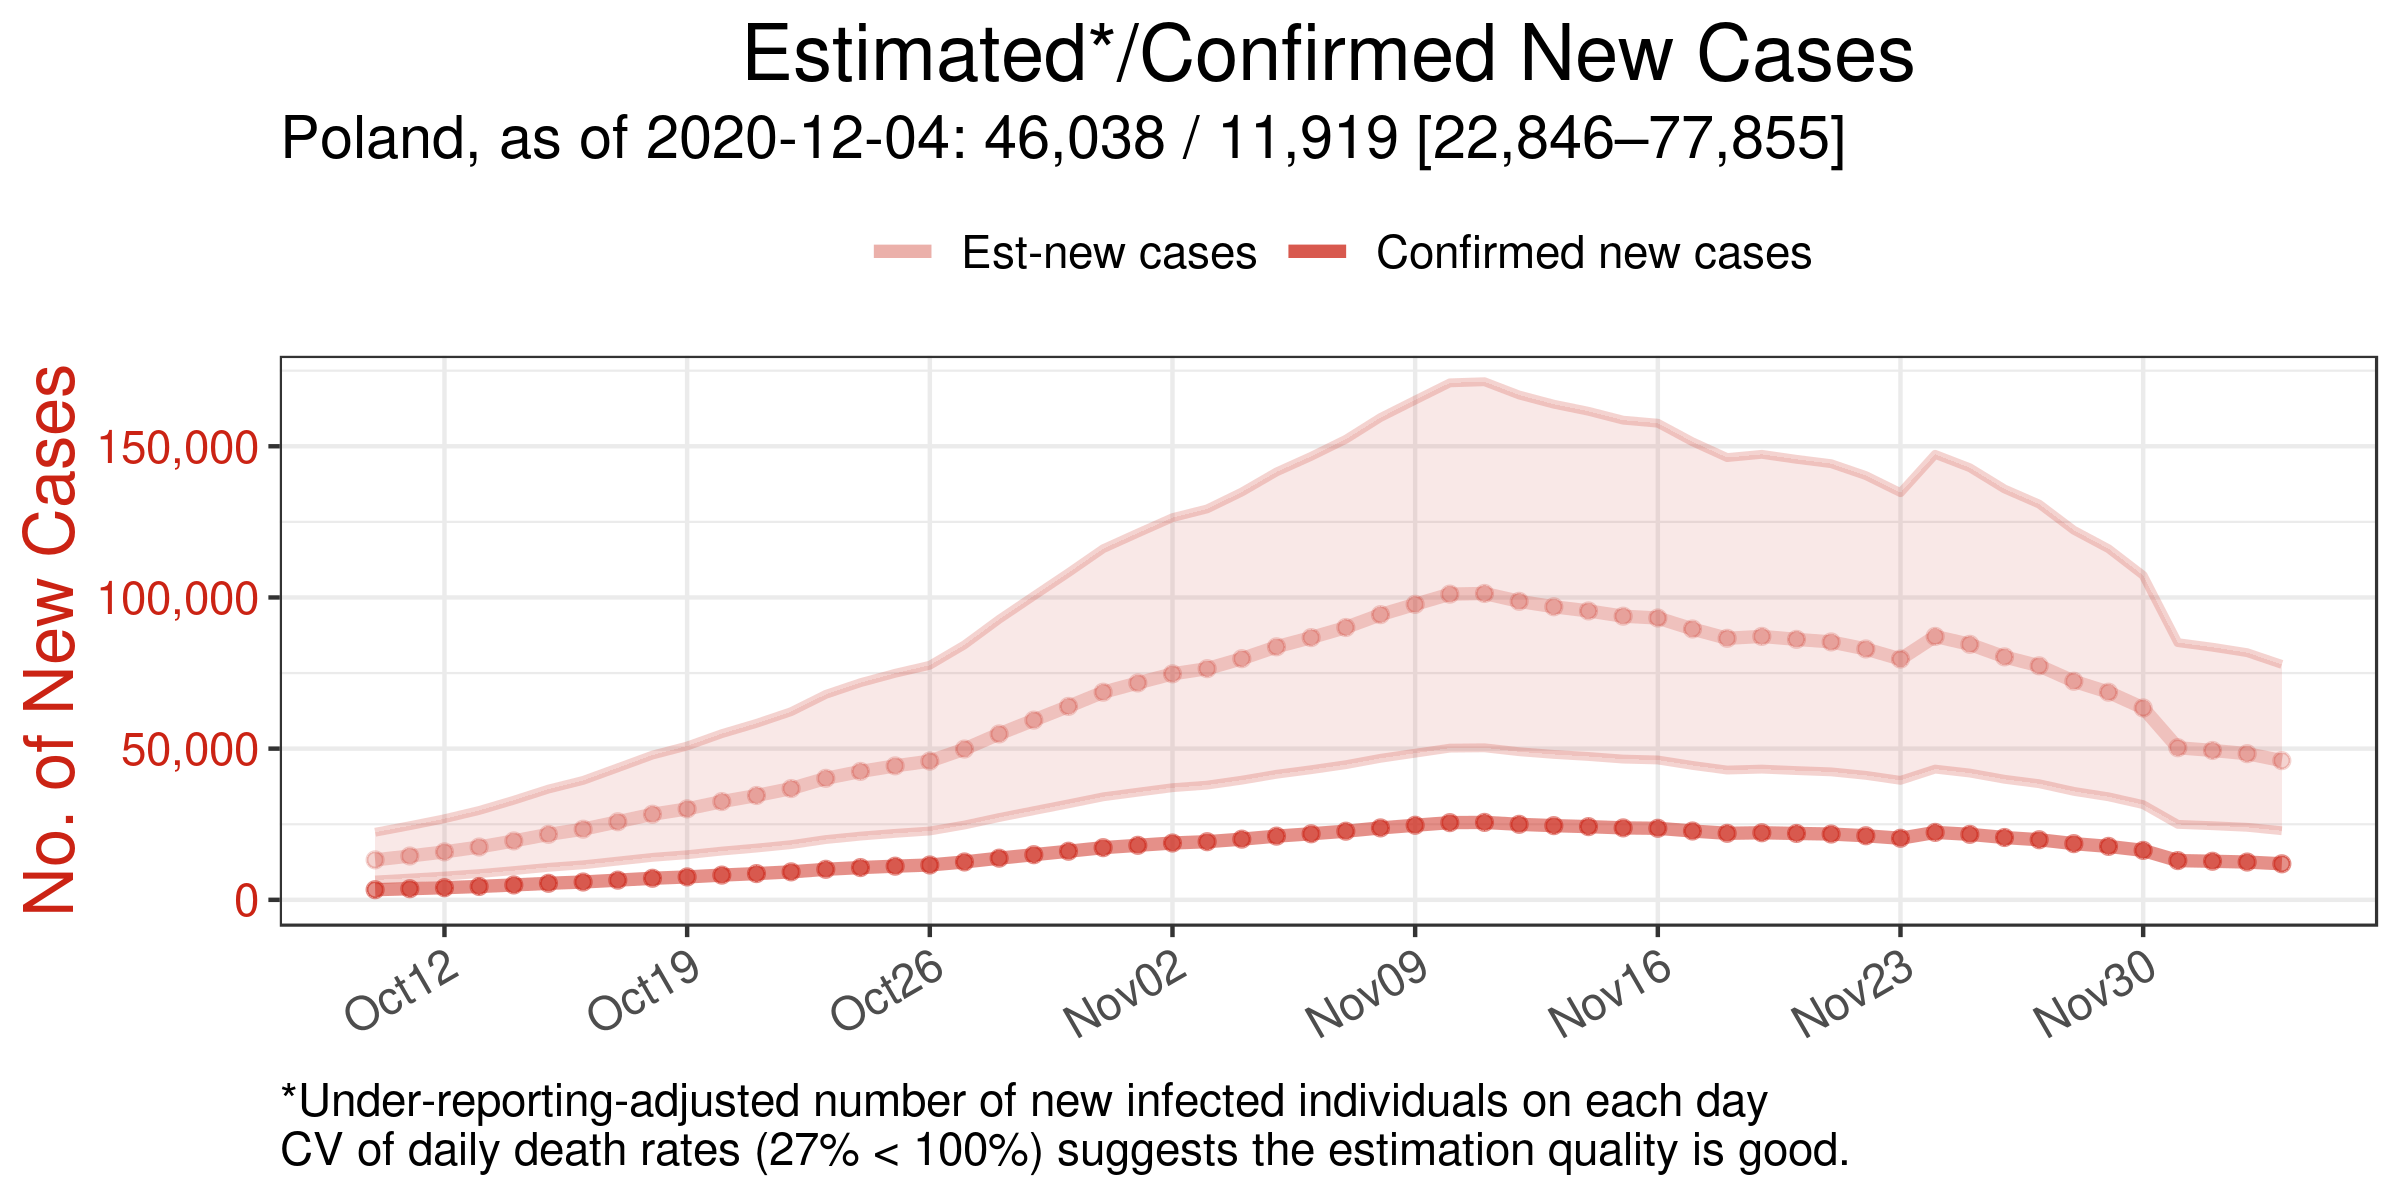 Estimated*/Confirmed New Cases
Poland, as of 2020-12-04: 46,038 / 11,919 [22,846–77,855]
Est-new cases Confirmed new cases
No. of New Cases
150,000
100,000
50,000
0
Oct12 Oct19 Oct26 Nov02 Nov09 Nov16 Nov23 Nov30
*Under-reporting-adjusted number of new infected individuals on each day
CV of daily death rates (27% < 100%) suggests the estimation quality is good.